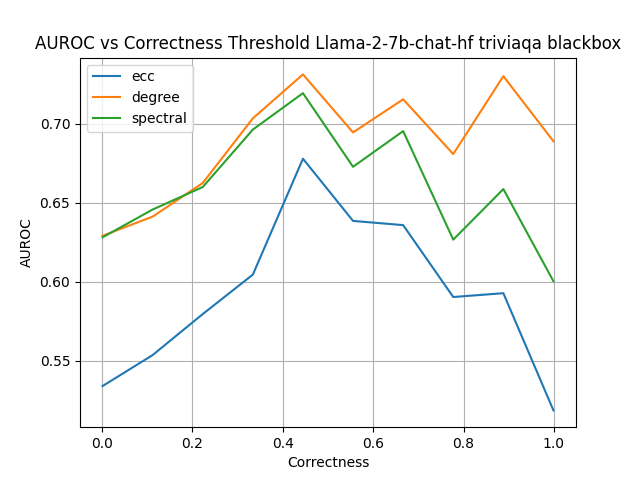 AUROC vs Correctness Threshold Llama-2-7b-chat-hf triviaqa blackbox
ecc
degree
spectral
0.70
0.65
0.60
0.55
AUROC
0.0 0.2 0.4 0.6 0.8 1.0
Correctness